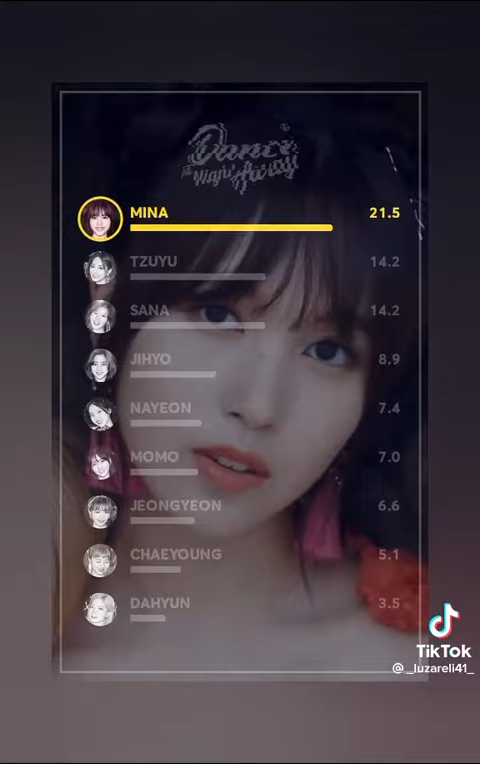 Dance
The Night Away
MINA 21.5
TZUYU 14.2
SANA 14.2
JIHYO 8.9
NAYEON 7.4
MOMO 7.0
JEONGYEON 6.6
CHAEYOUNG 5.1
DAHYUN 3.5
TikTok
@_luzareli41_